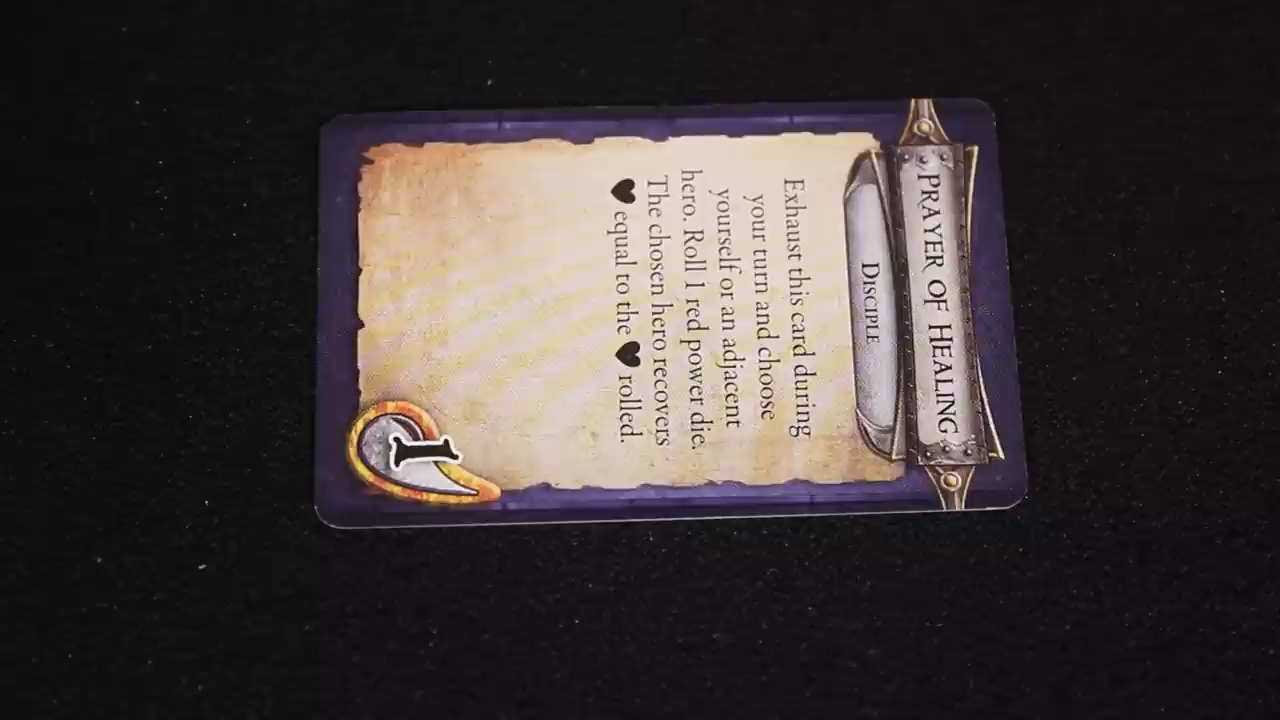 PRAYER OF HEALING
DISCIPLE
Exhaust this card during
your turn and choose
yourself or an adjacent
hero. Roll 1 red power die.
The chosen hero recovers
♥ equal to the ♥ rolled.
1